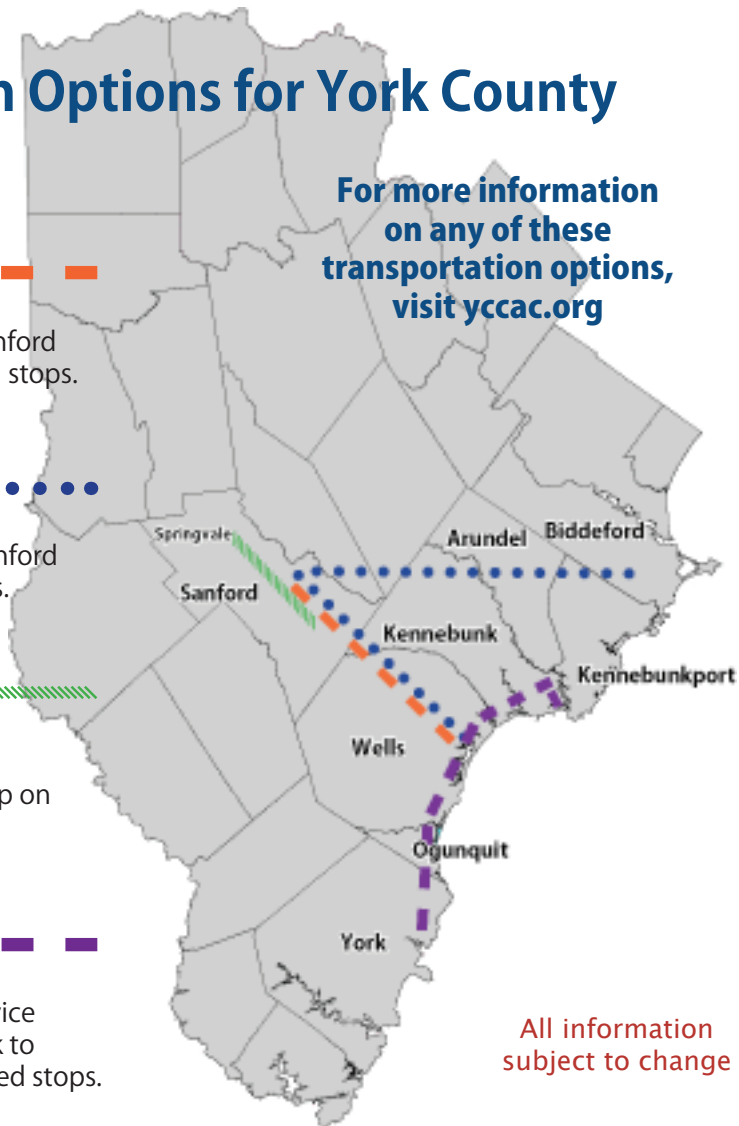 n Options for York County
For more information
on any of these
transportation options,
visit yccac.org
nford
stops.
nford
s.
p on
vice
k to
ed stops.
Springvale
Sanford
Arundel
Biddeford
Kennebunk
Kennebunkport
Wells
Ogunquit
York
All information
subject to change